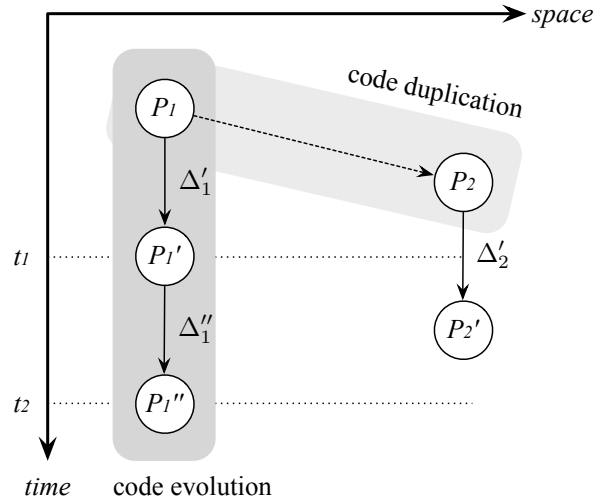 space
code duplication
P₁
Δ′₁
P₂
t₁
P₁′
Δ′₂
Δ″₁
P₂′
t₂
P₁″
time
code evolution